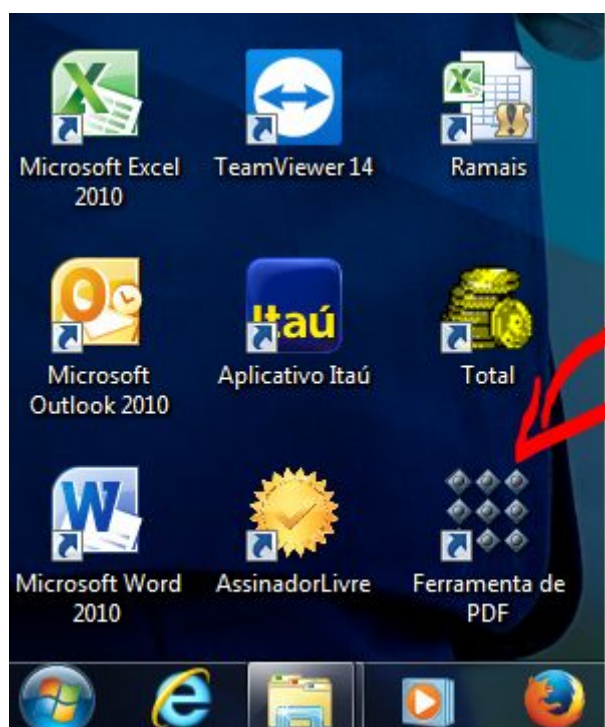 Microsoft Excel 2010
TeamViewer 14
Ramais
Itaú
Microsoft Outlook 2010
Aplicativo Itaú
Total
W
Microsoft Word 2010
AssinadorLivre
Ferramenta de PDF